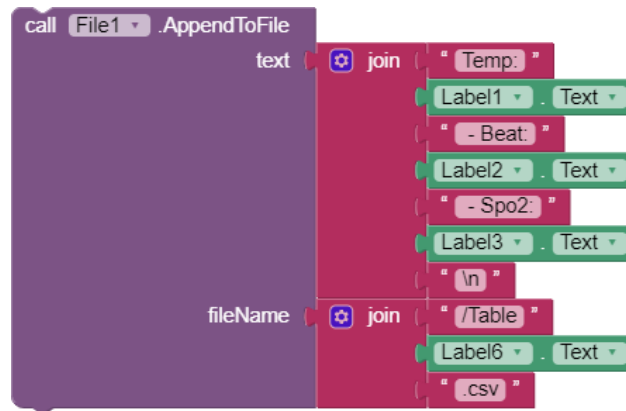 call File1 .AppendToFile
text join " Temp: "
Label1 . Text
" - Beat: "
Label2 . Text
" - Spo2: "
Label3 . Text
" \n "
fileName join " /Table "
Label6 . Text
" .csv "